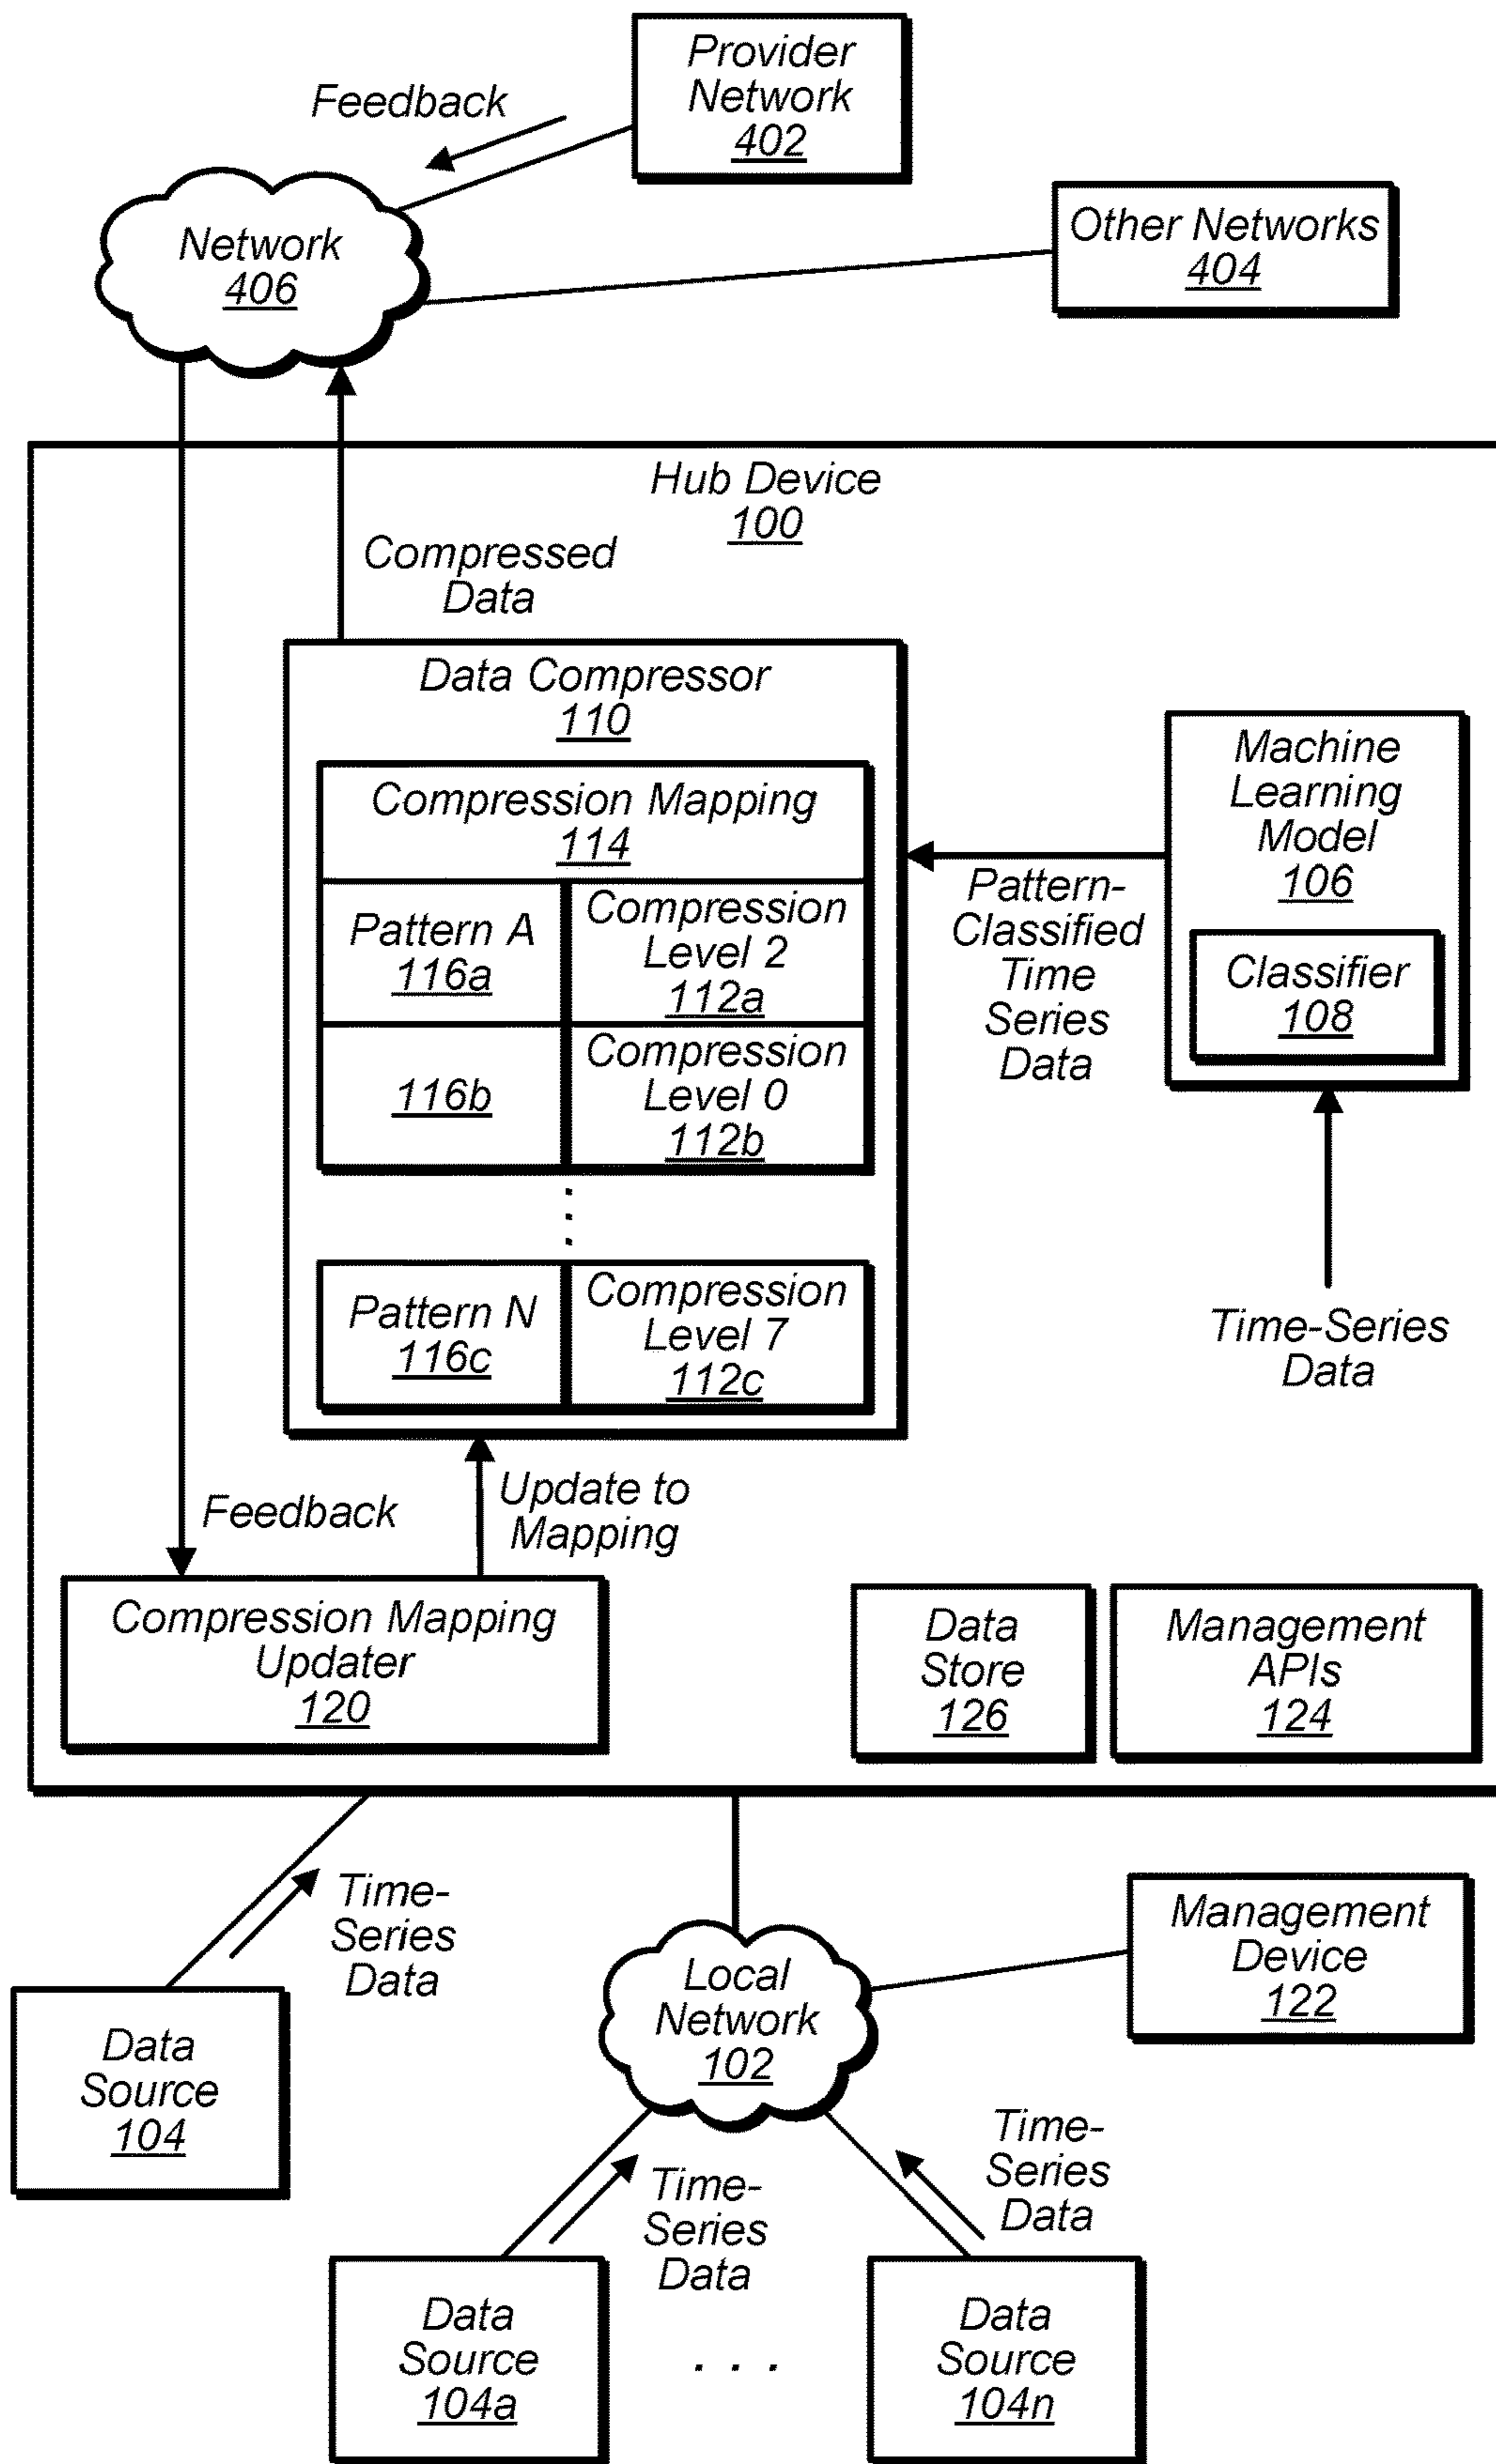 Provider
Network
402
Feedback
Other Networks
404
Network
406
Hub Device
100
Compressed
Data
Data Compressor
110
Compression Mapping
114
Pattern A
116a
Compression
Level 2
112a
116b
Compression
Level 0
112b
. . .
Pattern N
116c
Compression
Level 7
112c
Machine
Learning
Model
106
Classifier
108
Pattern-
Classified
Time
Series
Data
Time-Series
Data
Feedback
Update to
Mapping
Compression Mapping
Updater
120
Data
Store
126
Management
APIs
124
Time-
Series
Data
Data
Source
104
Local
Network
102
Management
Device
122
Time-
Series
Data
Time-
Series
Data
Data
Source
104a
. . .
Data
Source
104n